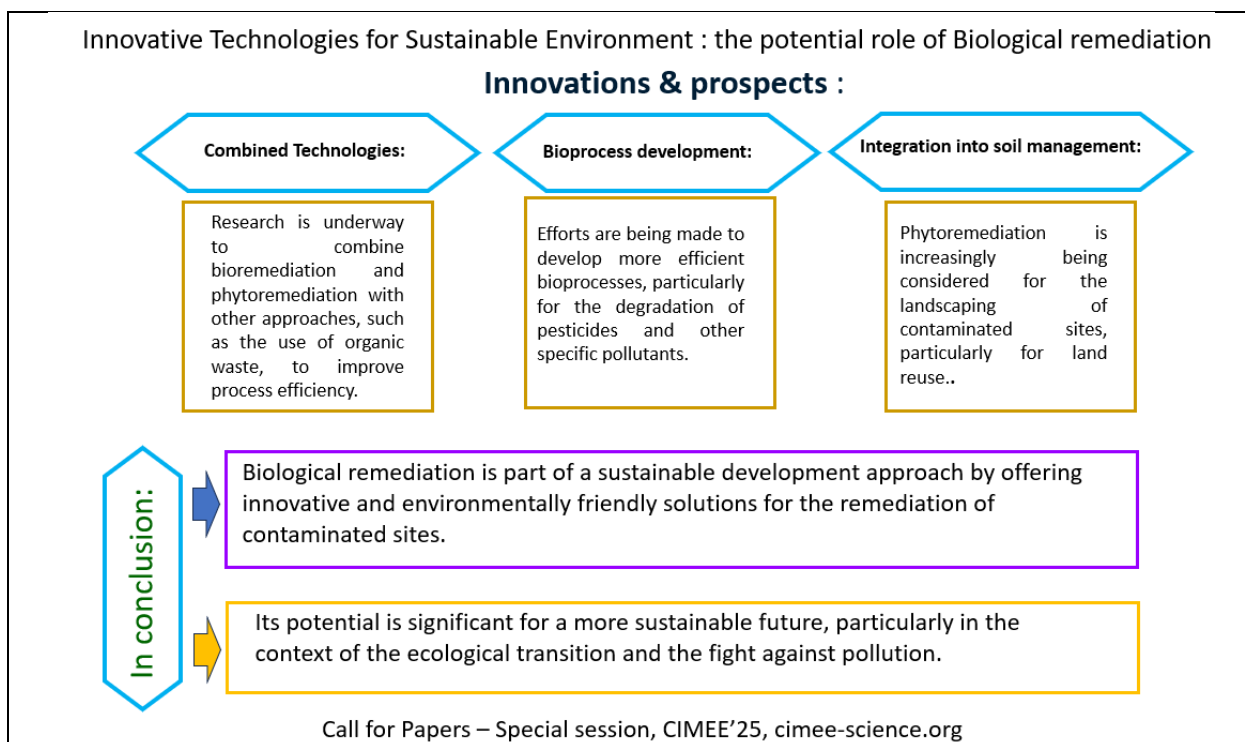 Innovative Technologies for Sustainable Environment : the potential role of Biological remediation
Innovations & prospects :
Combined Technologies:
Research is underway
to combine
bioremediation and
phytoremediation with
other approaches, such
as the use of organic
waste, to improve
process efficiency.
Bioprocess development:
Efforts are being made to
develop more efficient
bioprocesses, particularly
for the degradation of
pesticides and other
specific pollutants.
Integration into soil management:
Phytoremediation is
increasingly being
considered for the
landscaping of
contaminated sites,
particularly for land
reuse..
In conclusion:
Biological remediation is part of a sustainable development approach by offering
innovative and environmentally friendly solutions for the remediation of
contaminated sites.
Its potential is significant for a more sustainable future, particularly in the
context of the ecological transition and the fight against pollution.
Call for Papers – Special session, CIMEE’25, cimee-science.org